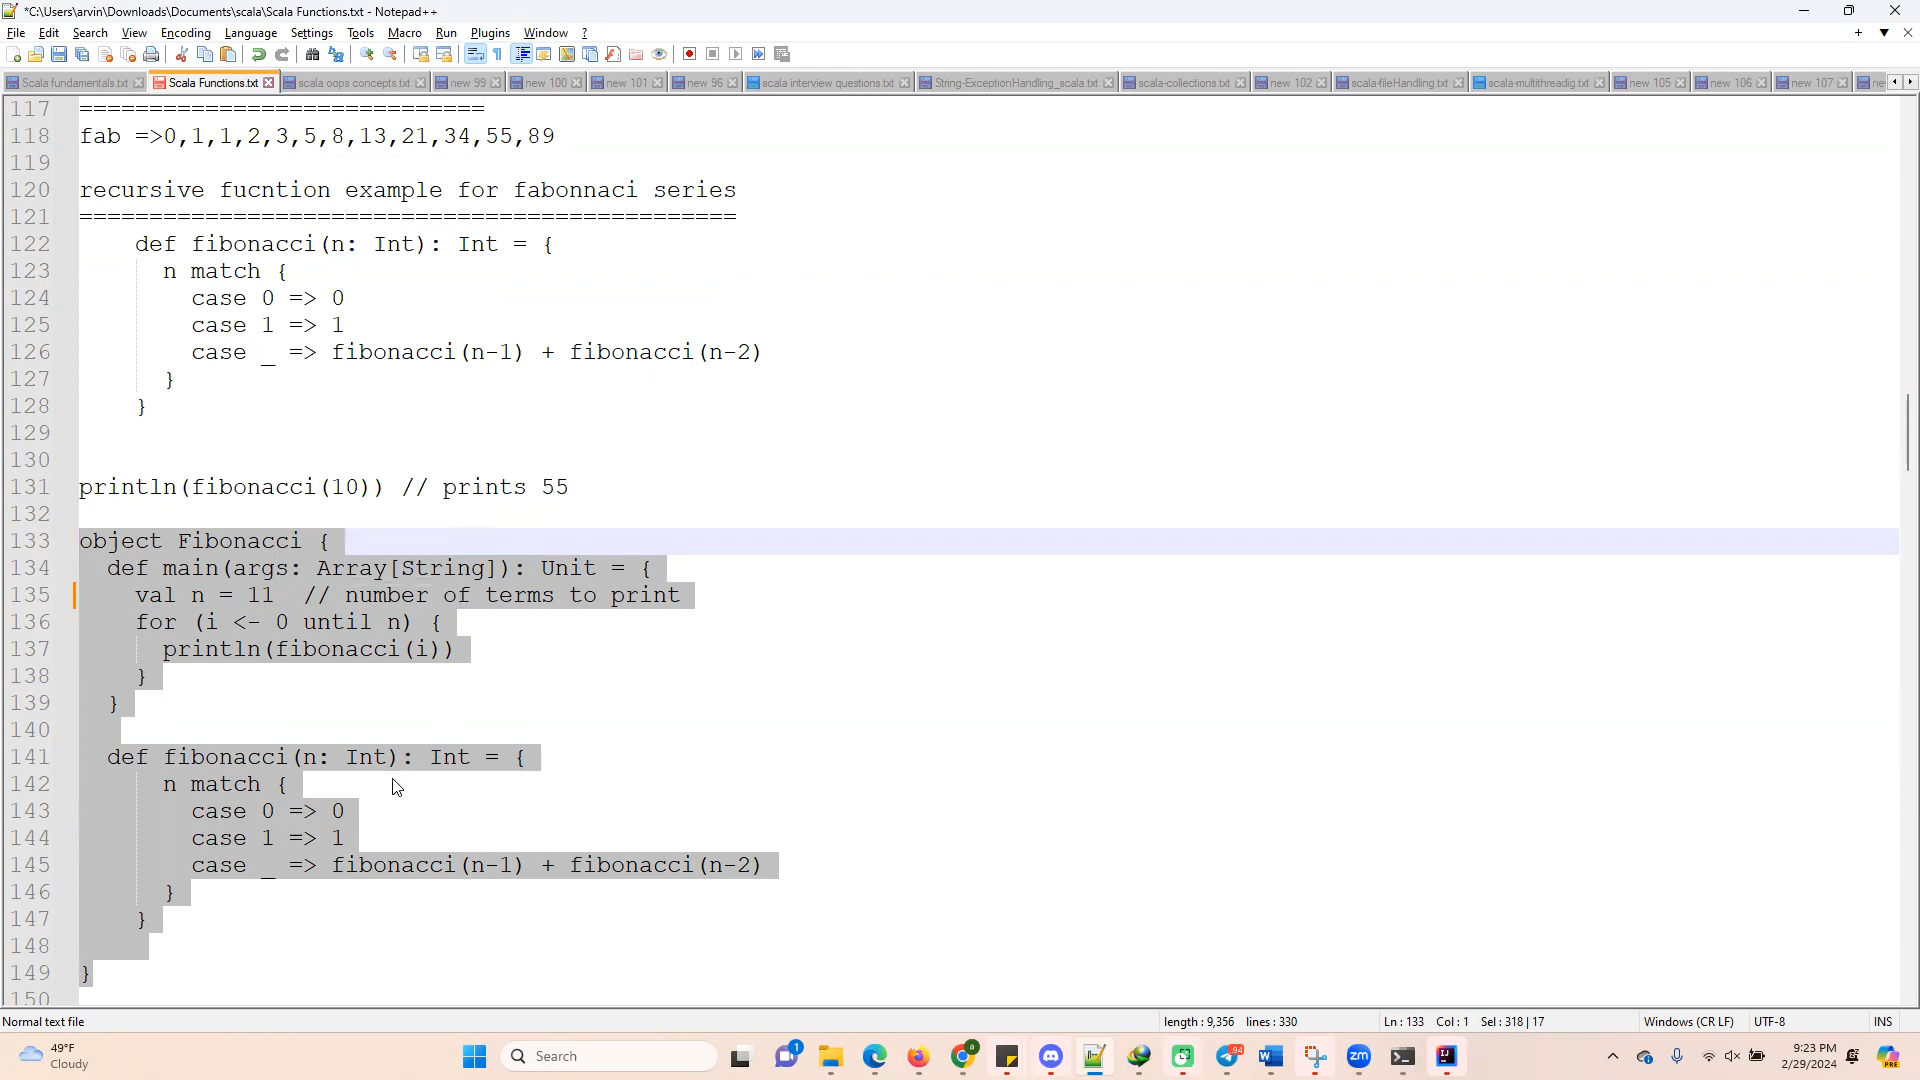 *C:\Users\arvin\Downloads\Documents\scala\Scala Functions.txt - Notepad++
File Edit Search View Encoding Language Settings Tools Macro Run Plugins Window ?
Scala fundamentals.txt Scala Functions.txt scala oops concepts.txt new 99 new 100 new 101 new 96 scala interview questions.txt String-ExceptionHandling_scala.txt scala-collections.txt new 102 scala-fileHandling.txt scala-multithreadig.txt new 105 new 106 new 107 ne
117 =============================
118 fab =>0,1,1,2,3,5,8,13,21,34,55,89
119
120 recursive fucntion example for fabonnaci series
121 ===============================================
122 def fibonacci(n: Int): Int = {
123 n match {
124 case 0 => 0
125 case 1 => 1
126 case _ => fibonacci(n-1) + fibonacci(n-2)
127 }
128 }
129
130
131 println(fibonacci(10)) // prints 55
132
133 object Fibonacci {
134 def main(args: Array[String]): Unit = {
135 val n = 11 // number of terms to print
136 for (i <- 0 until n) {
137 println(fibonacci(i))
138 }
139 }
140
141 def fibonacci(n: Int): Int = {
142 n match {
143 case 0 => 0
144 case 1 => 1
145 case _ => fibonacci(n-1) + fibonacci(n-2)
146 }
147 }
148
149 }
150
Normal text file length : 9,356 lines : 330 Ln : 133 Col : 1 Sel : 318 | 17 Windows (CR LF) UTF-8 INS
49°F
Cloudy
Search
1
a
94
zm
PRE
9:23 PM
2/29/2024